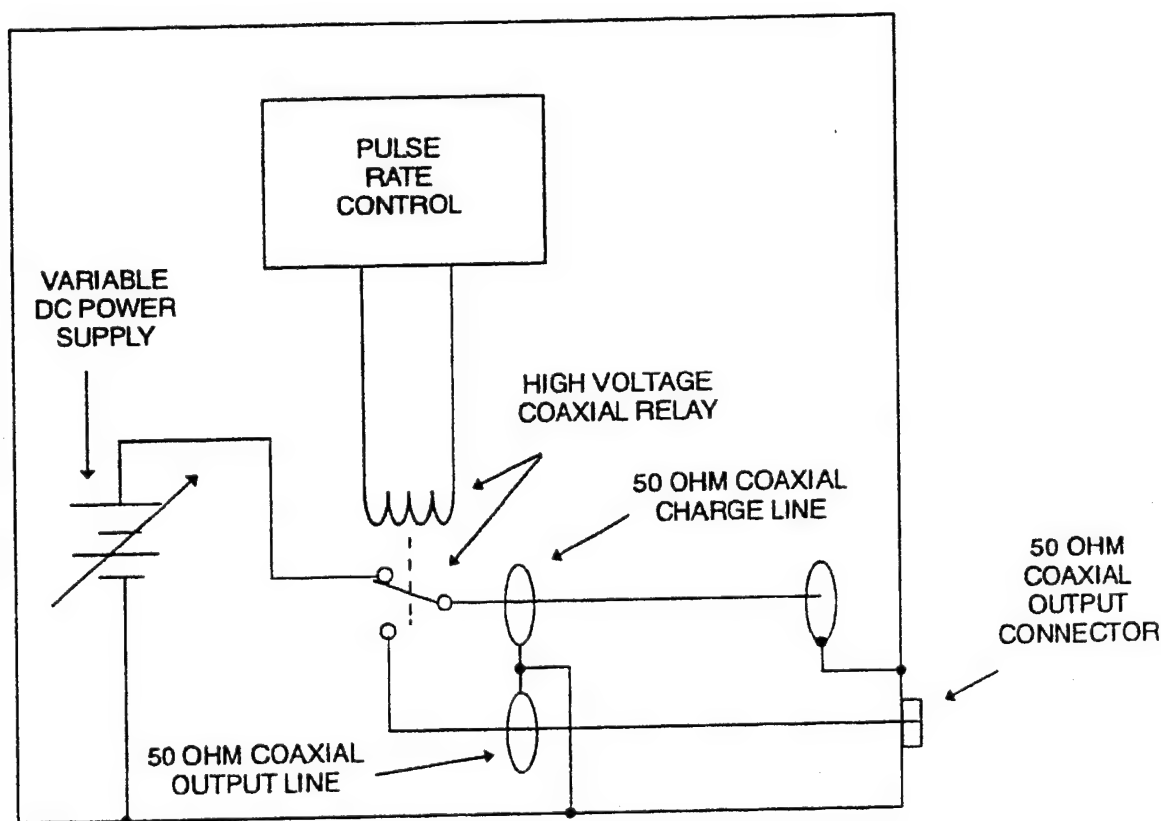 PULSE
RATE
CONTROL
VARIABLE
DC POWER
SUPPLY
HIGH VOLTAGE
COAXIAL RELAY
50 OHM COAXIAL
CHARGE LINE
50 OHM
COAXIAL
OUTPUT
CONNECTOR
50 OHM COAXIAL
OUTPUT LINE